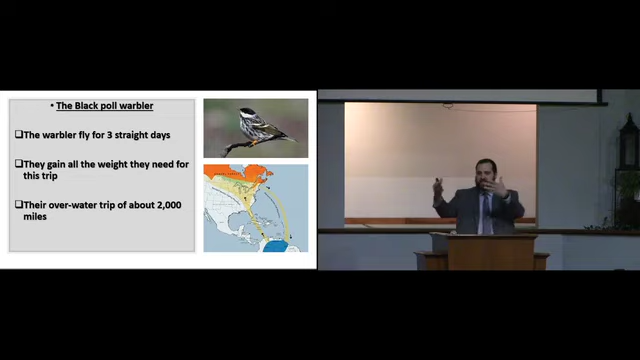 • The Black poll warbler
❑The warbler fly for 3 straight days
❑They gain all the weight they need for
this trip
❑Their over-water trip of about 2,000
miles